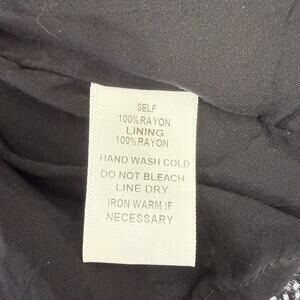 SELF
100% RAYON
LINING
100% RAYON
HAND WASH COLD
DO NOT BLEACH
LINE DRY
IRON WARM IF
NECESSARY